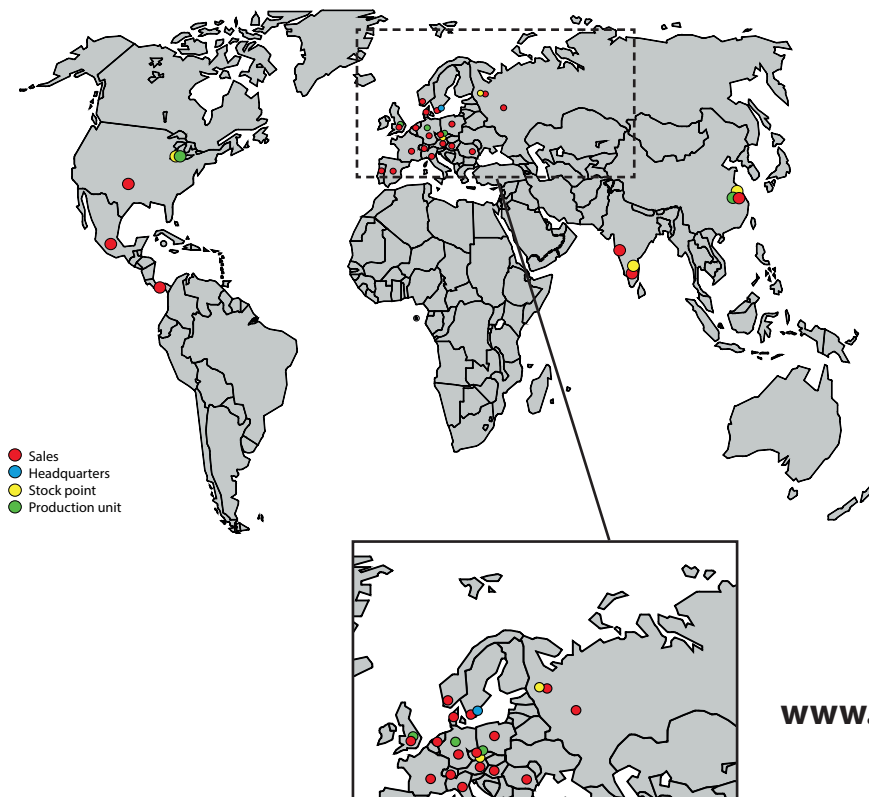 Sales
Headquarters
Stock point
Production unit
www.